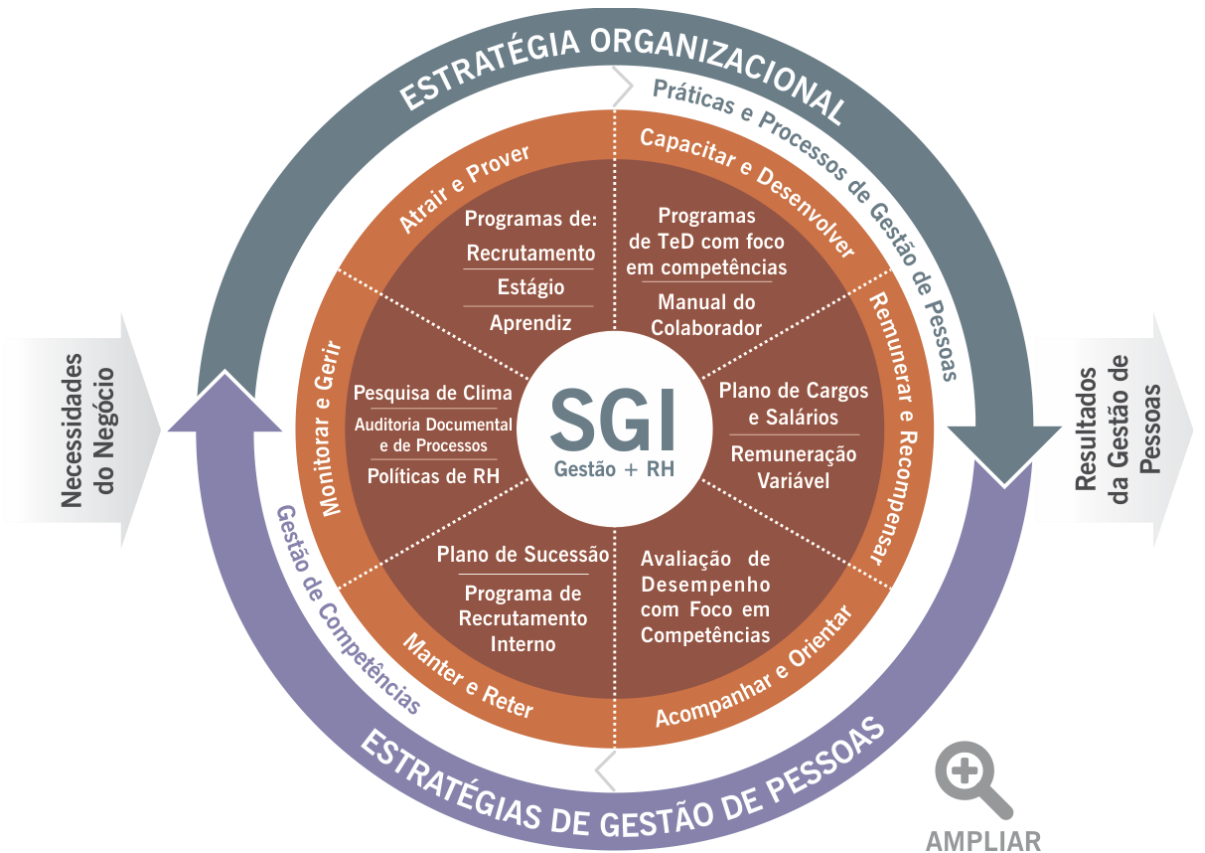 ESTRATÉGIA ORGANIZACIONAL
Práticas e Processos de Gestão de Pessoas
Necessidades
do Negócio
Atrair e Prover
Programas de:
Recrutamento
Estágio
Aprendiz
Capacitar e Desenvolver
Programas
de TeD com foco
em competências
Manual do
Colaborador
Remunerar e Recompensar
Plano de Cargos
e Salários
Remuneração
Variável
Acompanhar e Orientar
Avaliação de
Desempenho
com Foco em
Competências
Manter e Reter
Plano de Sucessão
Programa de
Recrutamento
Interno
Monitorar e Gerir
Pesquisa de Clima
Auditoria Documental
e de Processos
Políticas de RH
SGI
Gestão + RH
Gestão de Competências
ESTRATÉGIAS DE GESTÃO DE PESSOAS
Resultados
da Gestão de
Pessoas
AMPLIAR